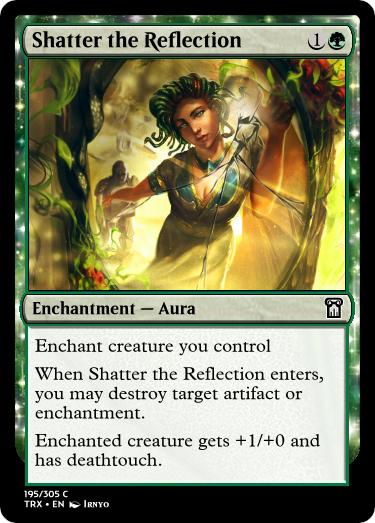 Shatter the Reflection 1
Enchantment — Aura
Enchant creature you control
When Shatter the Reflection enters,
you may destroy target artifact or
enchantment.
Enchanted creature gets +1/+0 and
has deathtouch.
195/305 C
TRX • EN Irnyo